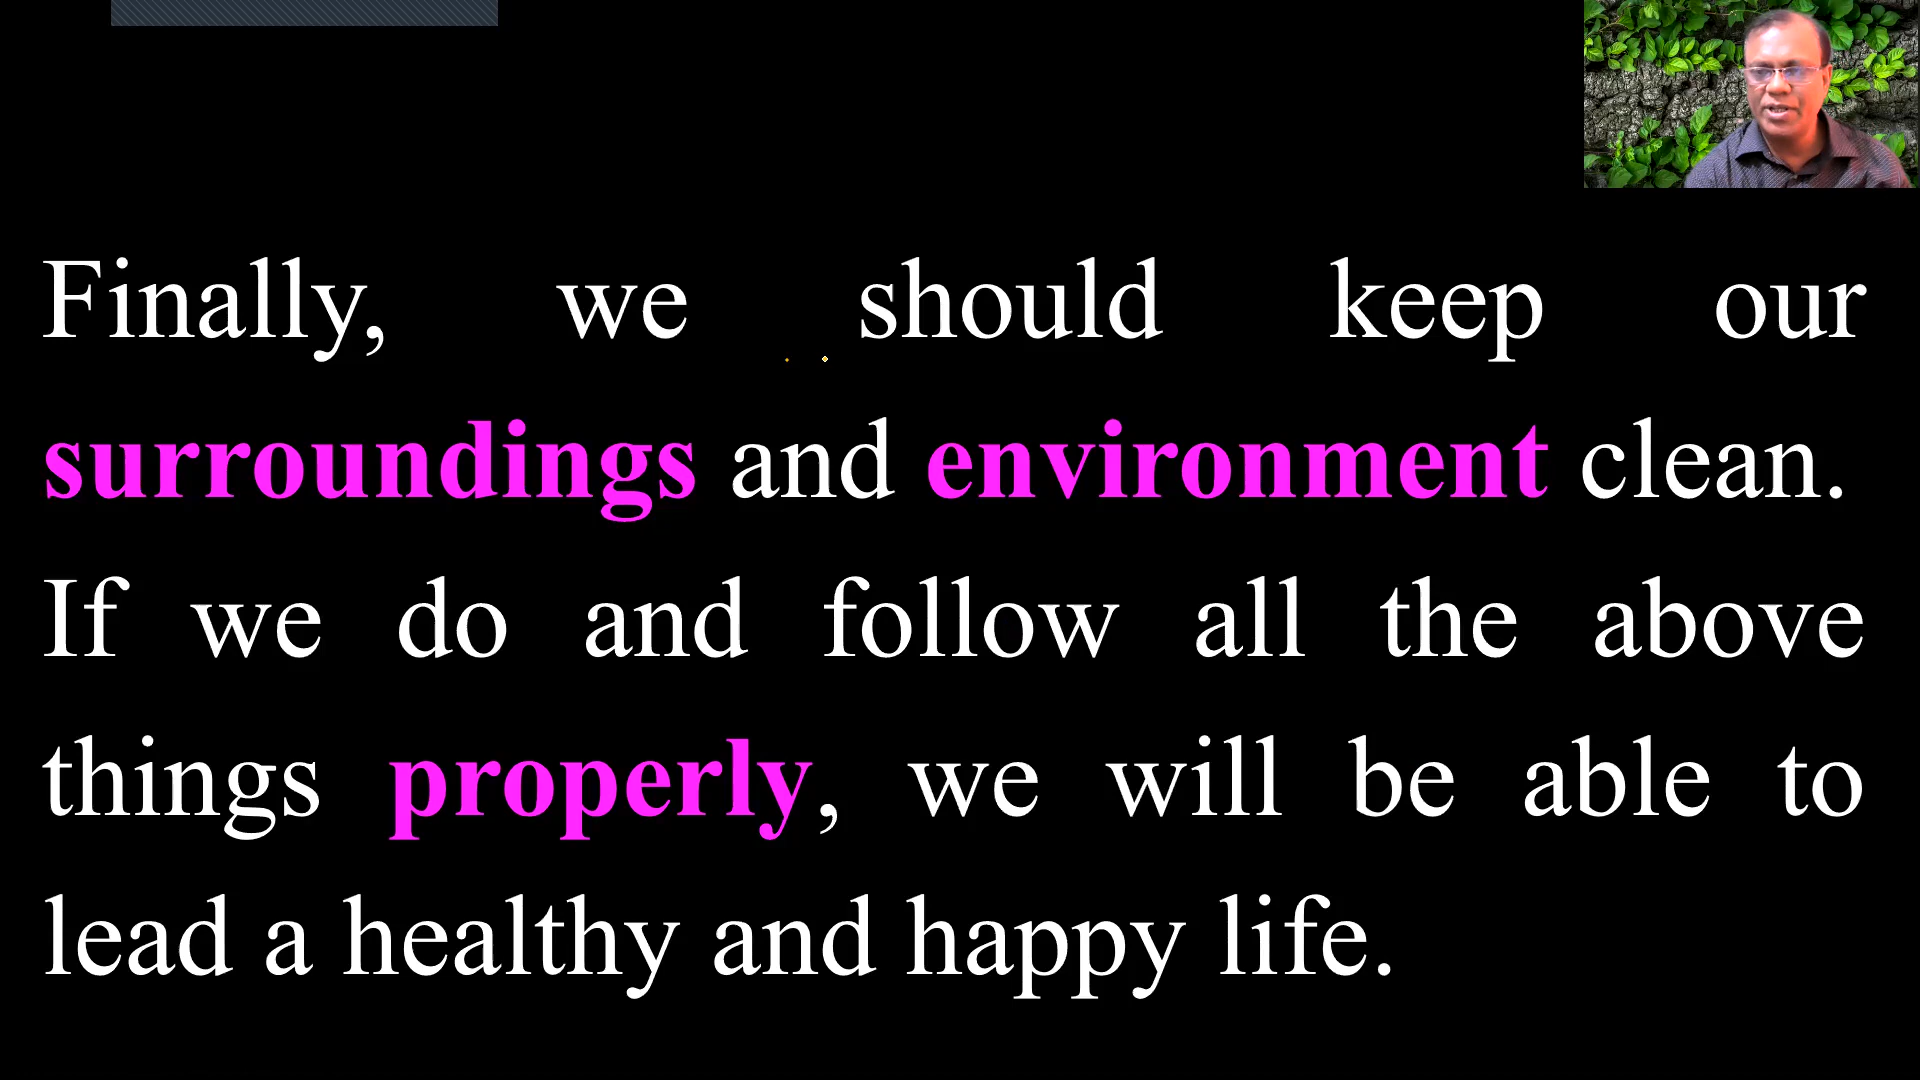 Finally, we should keep our
surroundings and environment clean.
If we do and follow all the above
things properly, we will be able to
lead a healthy and happy life.